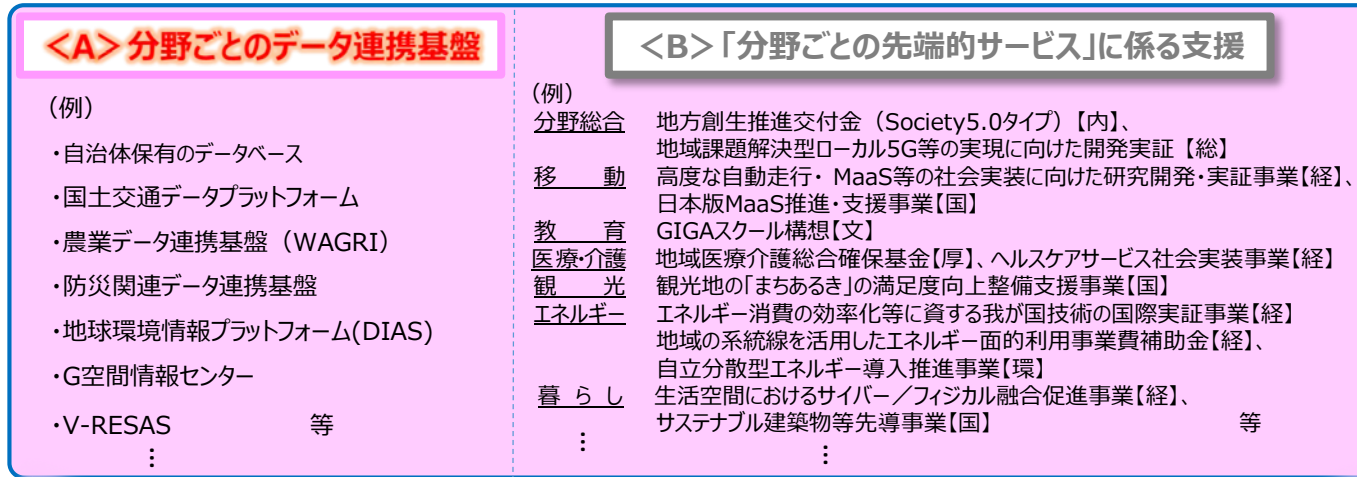 <A>分野ごとのデータ連携基盤
（例）
・自治体保有のデータベース
・国土交通データプラットフォーム
・農業データ連携基盤（WAGRI）
・防災関連データ連携基盤
・地球環境情報プラットフォーム(DIAS)
・G空間情報センター
・V-RESAS 等
⋮
<B>「分野ごとの先端的サービス」に係る支援
（例）
分野総合 地方創生推進交付金（Society5.0タイプ）【内】、
地域課題解決型ローカル5G等の実現に向けた開発実証【総】
移 動 高度な自動走行・MaaS等の社会実装に向けた研究開発・実証事業【経】、
日本版MaaS推進・支援事業【国】
教 育 GIGAスクール構想【文】
医療・介護 地域医療介護総合確保基金【厚】、ヘルスケアサービス社会実装事業【経】
観 光 観光地の「まちあるき」の満足度向上整備支援事業【国】
エネルギー エネルギー消費の効率化等に資する我が国技術の国際実証事業【経】
地域の系統線を活用したエネルギー面的利用事業費補助金【経】、
自立分散型エネルギー導入推進事業【環】
暮 ら し 生活空間におけるサイバー／フィジカル融合促進事業【経】、
サステナブル建築物等先導事業【国】 等
⋮ ⋮